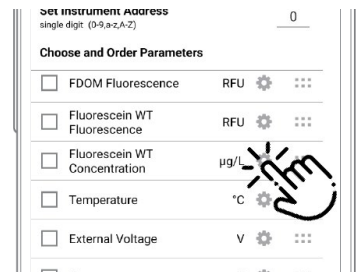 Set Instrument Address
single digit (0-9,a-z,A-Z)
0
Choose and Order Parameters
FDOM Fluorescence RFU
Fluorescein WT
Fluorescence RFU
Fluorescein WT
Concentration µg/L
Temperature °C
External Voltage V